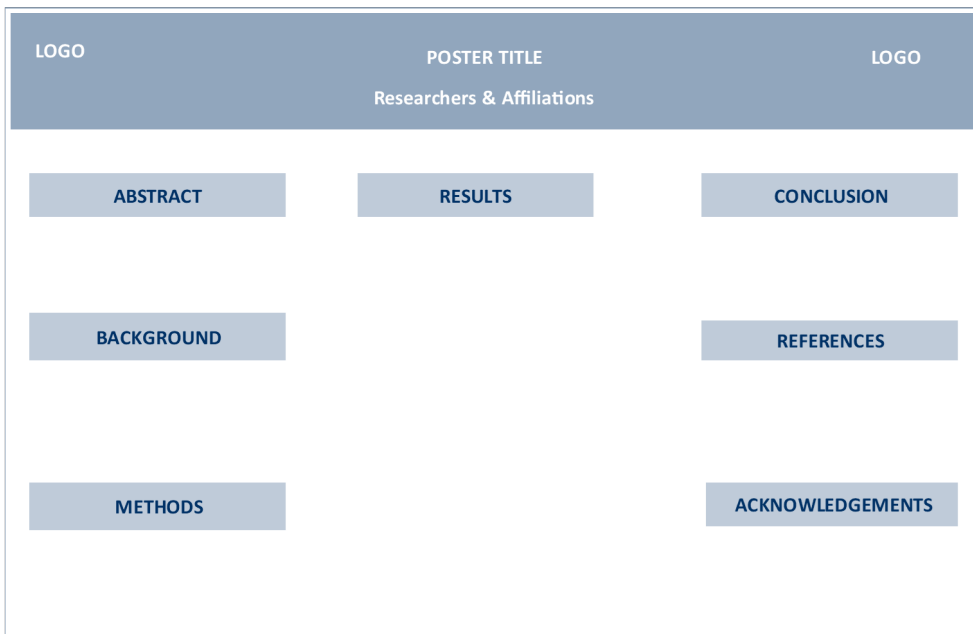 LOGO
POSTER TITLE
LOGO
Researchers & Affiliations
ABSTRACT
BACKGROUND
METHODS
RESULTS
CONCLUSION
REFERENCES
ACKNOWLEDGEMENTS